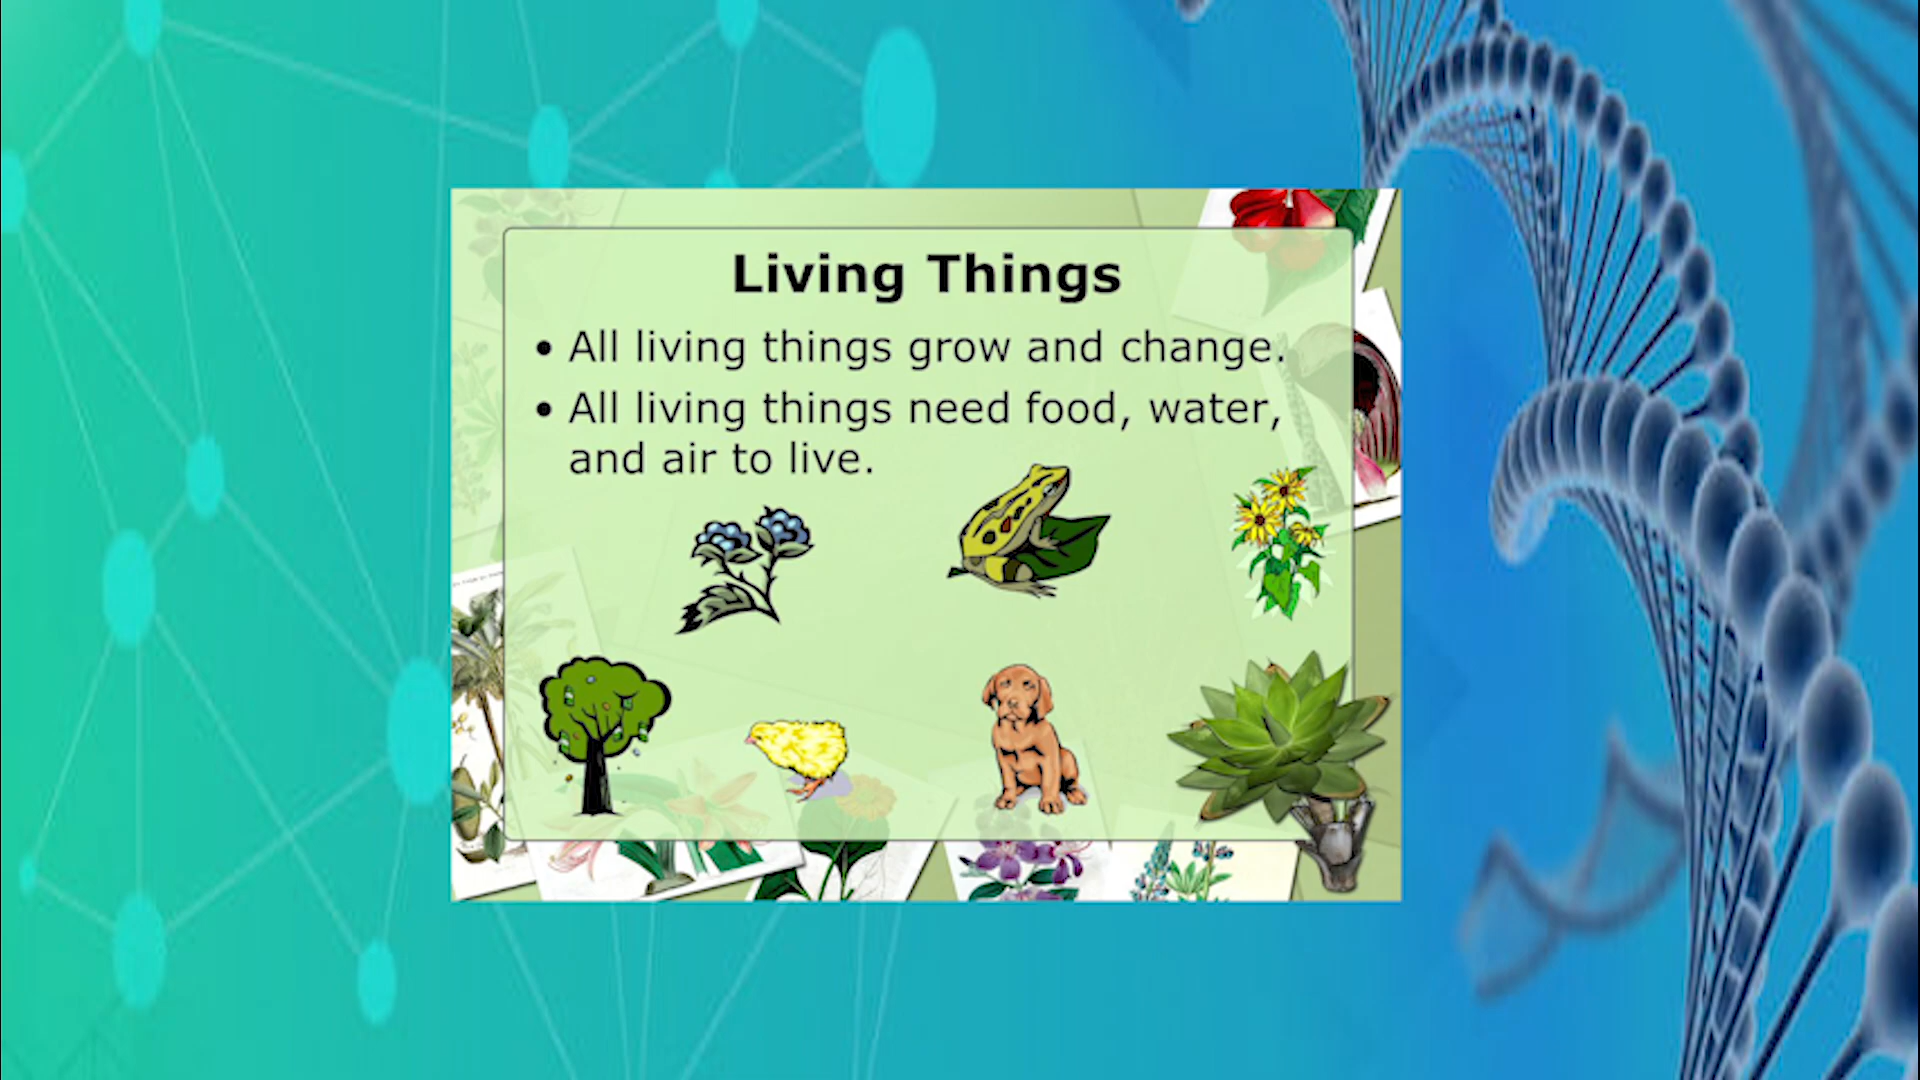 Living Things
• All living things grow and change.
• All living things need food, water,
and air to live.